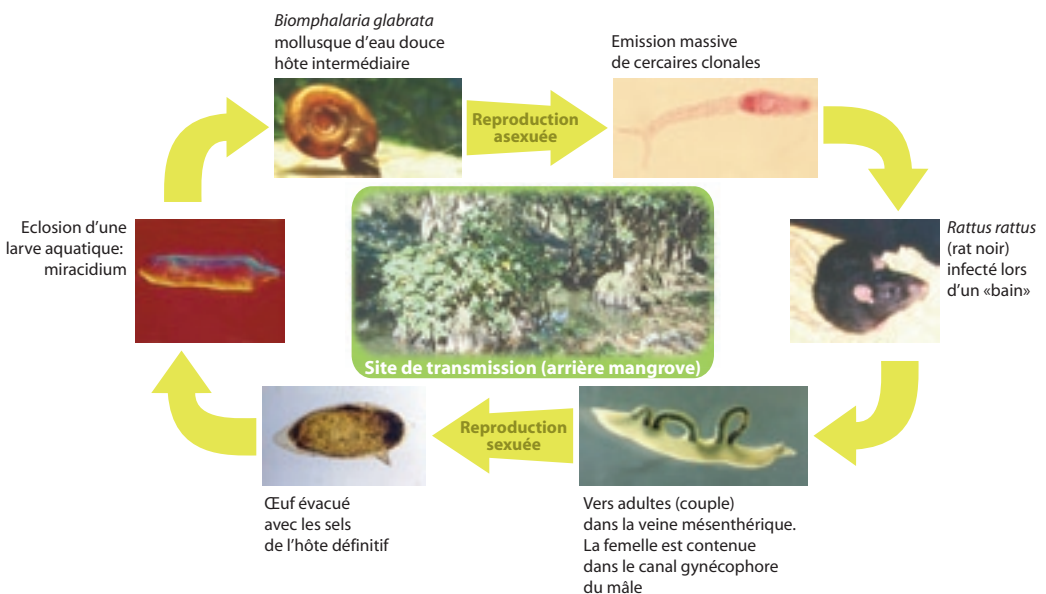 Biomphalaria glabrata
mollusque d'eau douce
hôte intermédiaire
Reproduction
asexuée
Emission massive
de cercaires clonales
Rattus rattus
(rat noir)
infecté lors
d'un «bain»
Vers adultes (couple)
dans la veine mésenthérique.
La femelle est contenue
dans le canal gynécophore
du mâle
Reproduction
sexuée
Œuf évacué
avec les sels
de l'hôte définitif
Eclosion d'une
larve aquatique:
miracidium
Site de transmission (arrière mangrove)